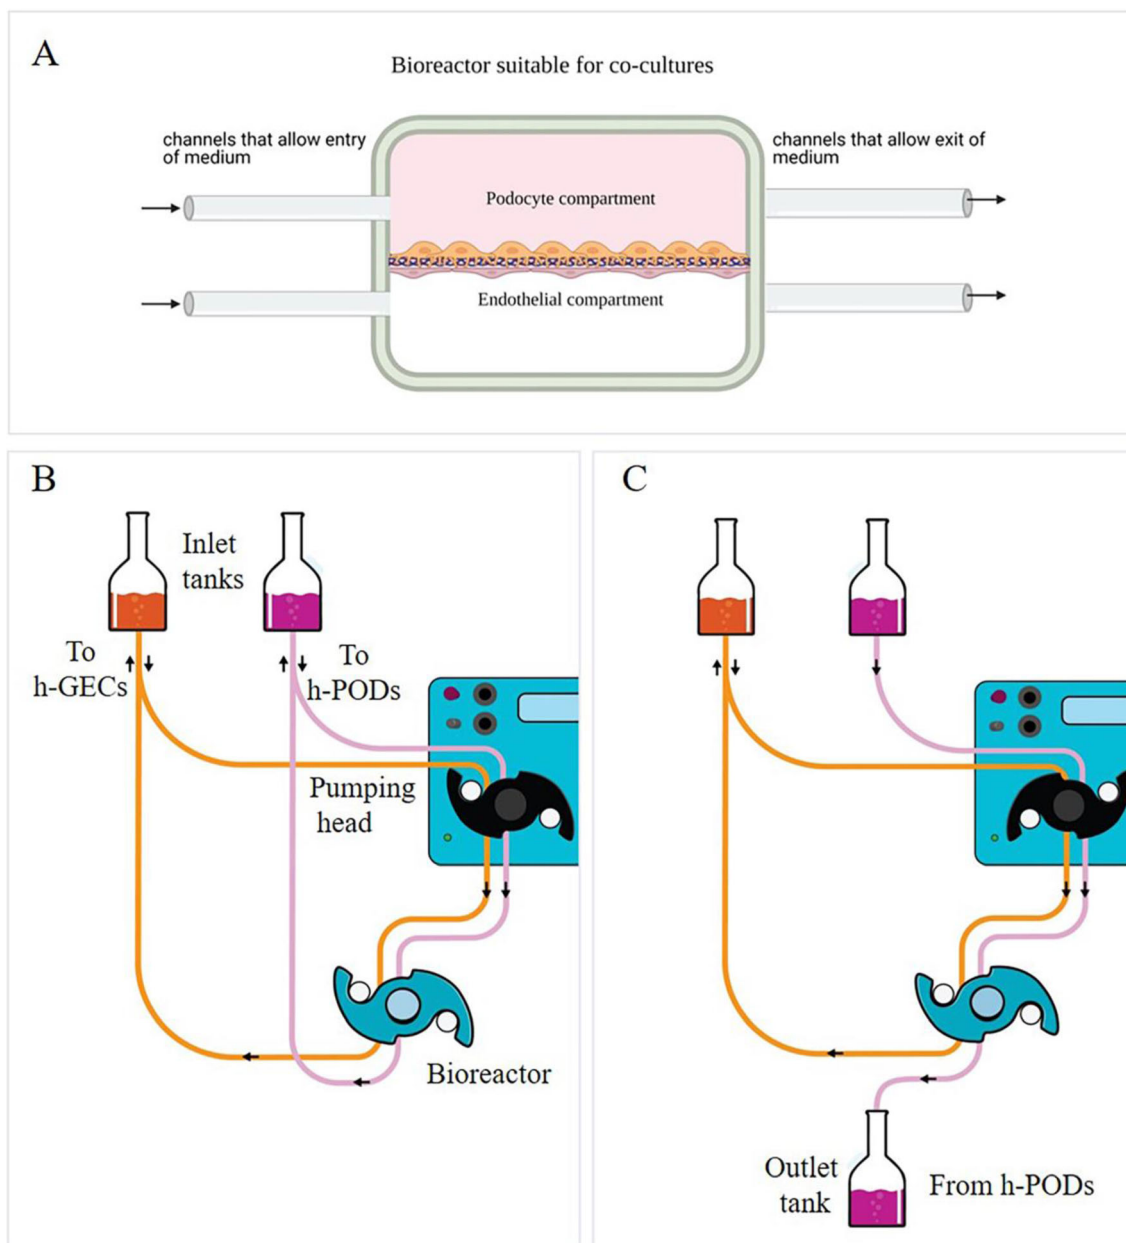 A
Bioreactor suitable for co-cultures
channels that allow entry
of medium
channels that allow exit of
medium
Podocyte compartment
Endothelial compartment
B
Inlet
tanks
To
h-GECs
To
h-PODs
Pumping
head
Bioreactor
C
Outlet
tank
From h-PODs